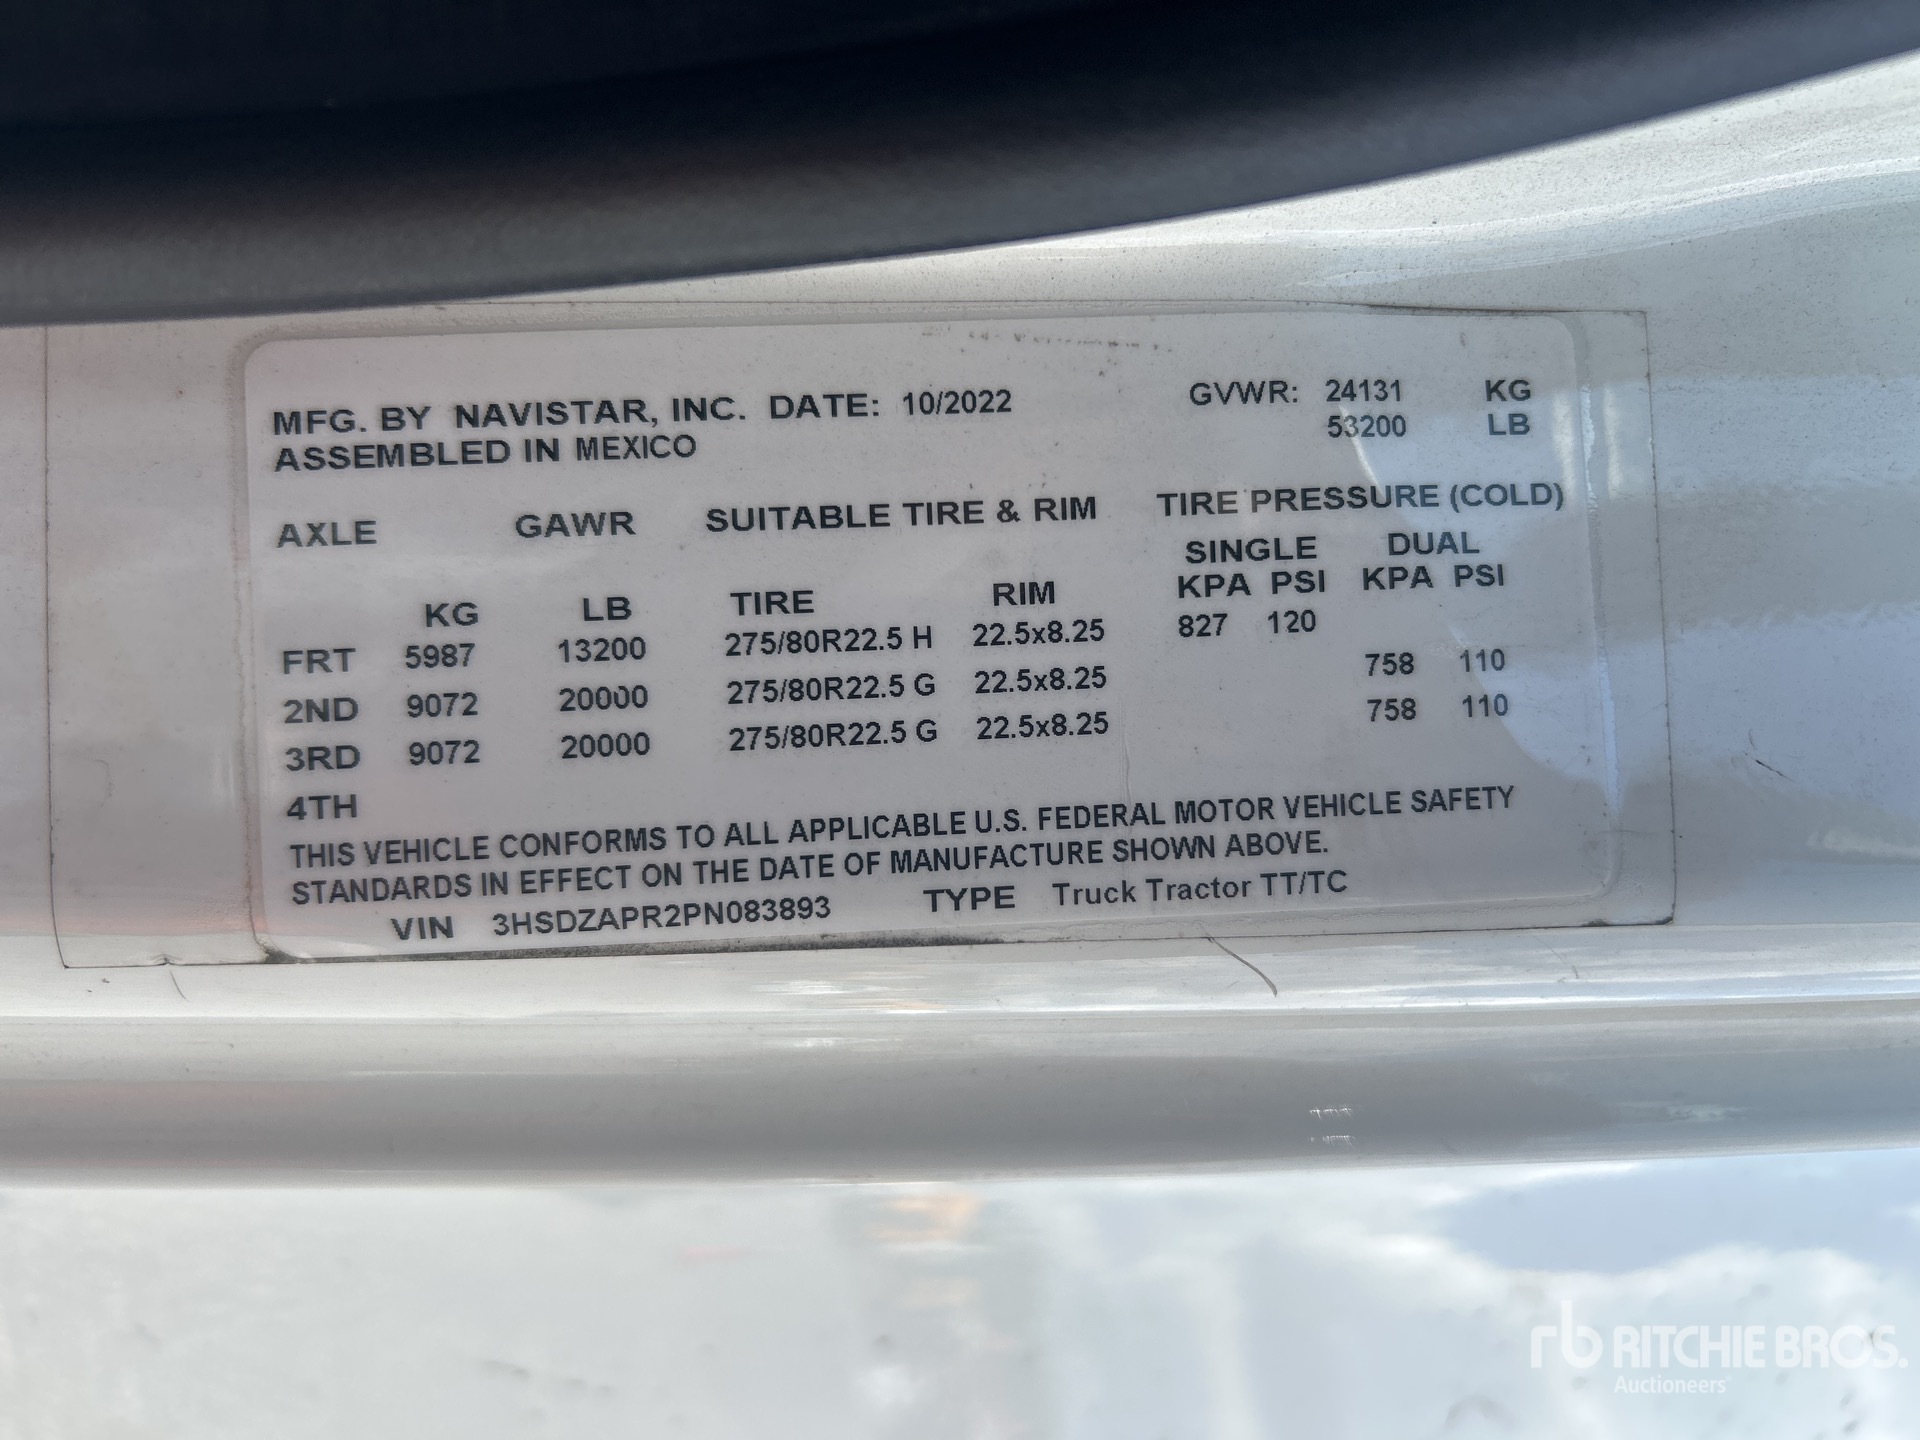 MFG. BY NAVISTAR, INC. DATE: 10/2022 GVWR: 24131 KG
ASSEMBLED IN MEXICO 53200 LB
AXLE GAWR SUITABLE TIRE & RIM TIRE PRESSURE (COLD)
SINGLE DUAL
KG LB TIRE RIM KPA PSI KPA PSI
FRT 5987 13200 275/80R22.5 H 22.5x8.25 827 120
2ND 9072 20000 275/80R22.5 G 22.5x8.25 758 110
3RD 9072 20000 275/80R22.5 G 22.5x8.25 758 110
4TH
THIS VEHICLE CONFORMS TO ALL APPLICABLE U.S. FEDERAL MOTOR VEHICLE SAFETY
STANDARDS IN EFFECT ON THE DATE OF MANUFACTURE SHOWN ABOVE.
VIN 3HSDZAPR2PN083893 TYPE Truck Tractor TT/TC
rb RITCHIE BROS.
Auctioneers